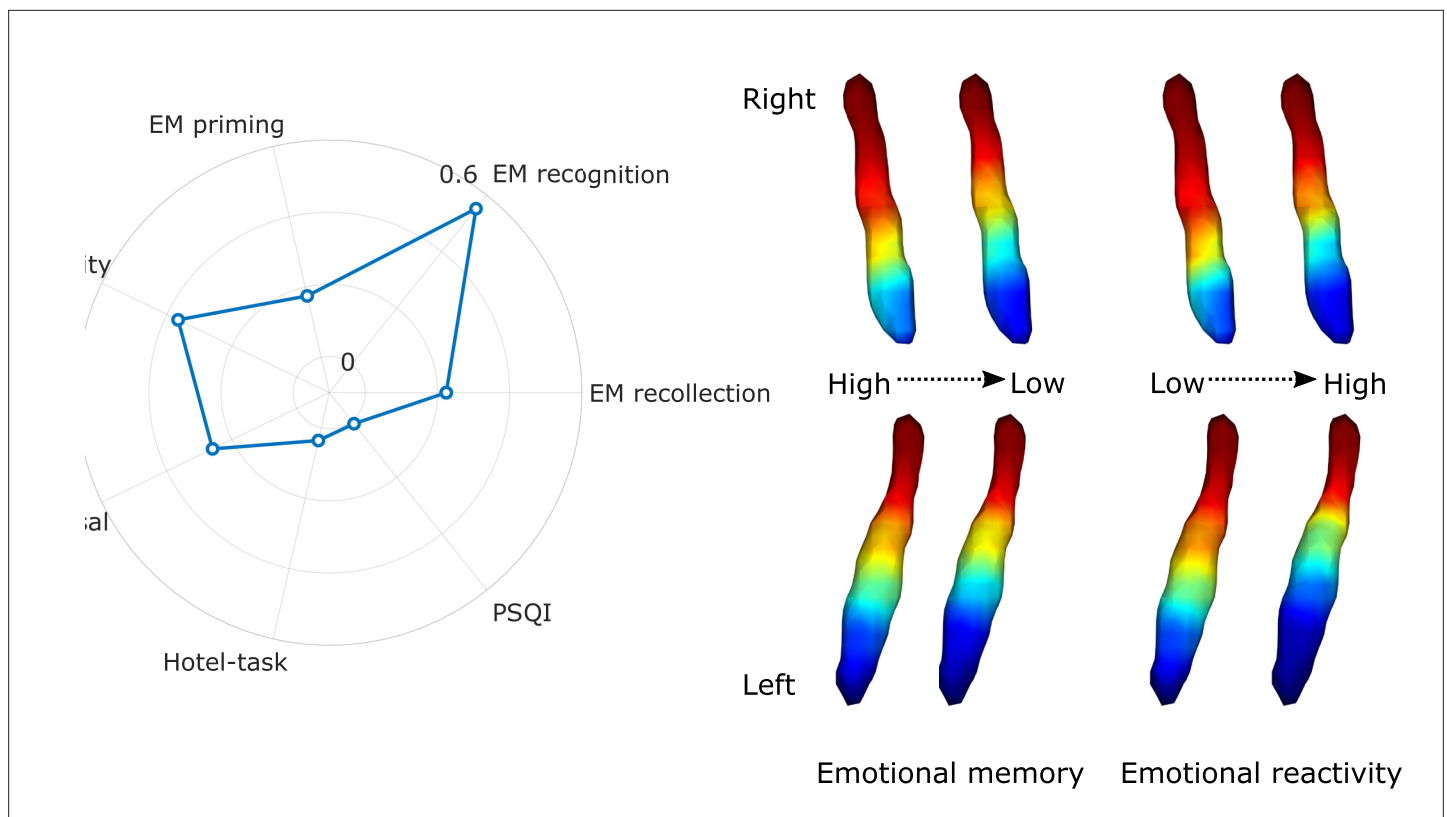 EM priming
0.6 EM recognition
ity
0
EM recollection
sal
PSQI
Hotel-task
Right
High Low
Low High
Left
Emotional memory
Emotional reactivity